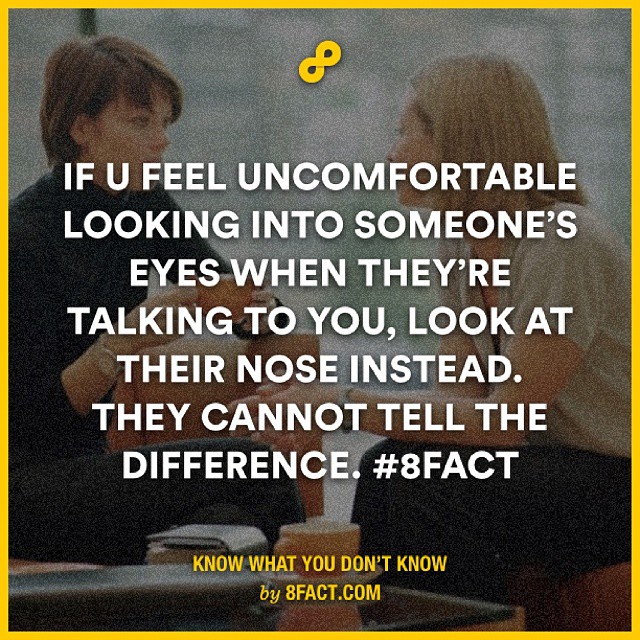 IF U FEEL UNCOMFORTABLE
LOOKING INTO SOMEONE'S
EYES WHEN THEY'RE
TALKING TO YOU, LOOK AT
THEIR NOSE INSTEAD.
THEY CANNOT TELL THE
DIFFERENCE. #8FACT
KNOW WHAT YOU DON'T KNOW
by 8FACT.COM